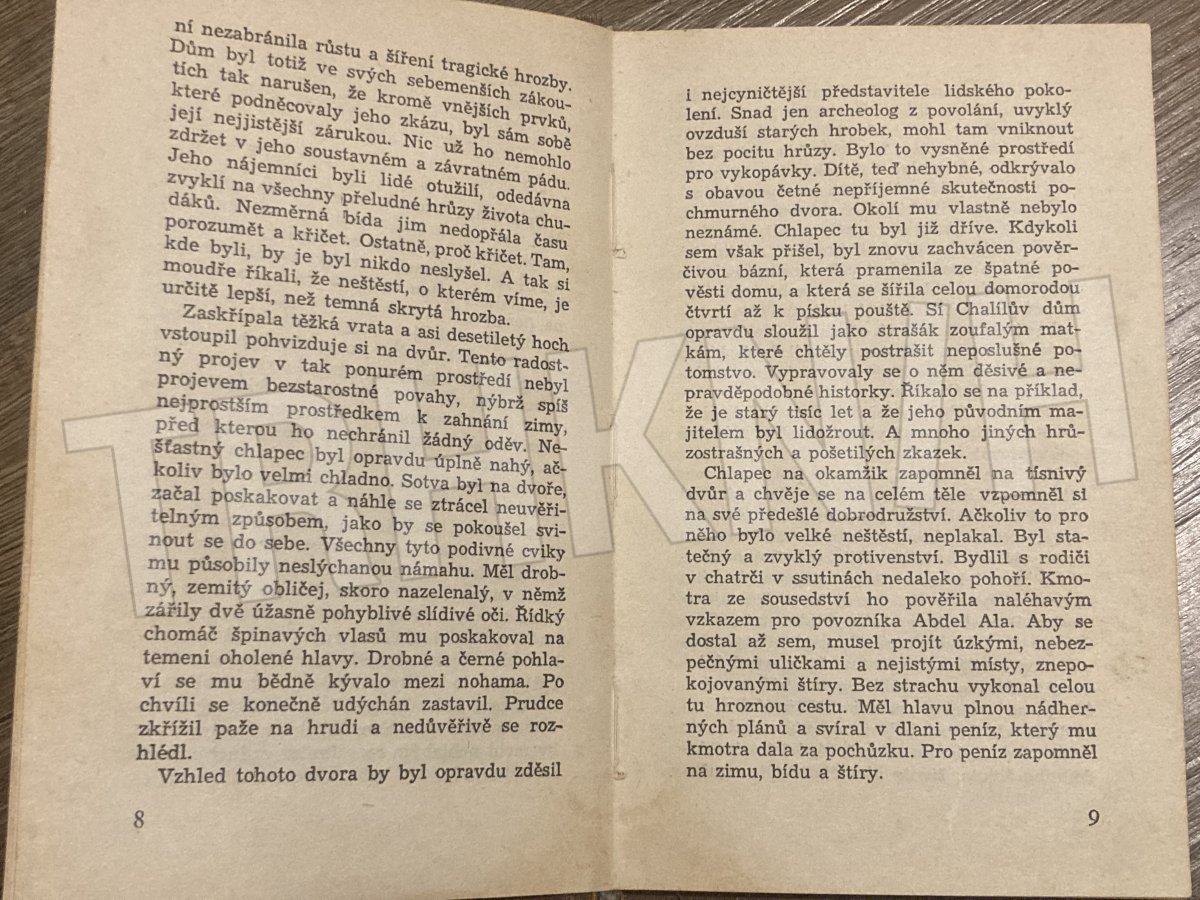 ní nezabránila růstu a šíření tragické hrozby.
Dům byl totiž ve svých sebemenších zákou-
tích tak narušen, že kromě vnějších prvků,
které podněcovaly jeho zkázu, byl sám sobě
její nejjistější zárukou. Nic už ho nemohlo
zdržet v jeho soustavném a závratném pádu.
Jeho nájemníci byli lidé otužilí, odedávna
zvyklí na všechny přeludné hrůzy života chu-
dáků. Nezměrná bída jim nedopřála času
porozumět a křičet. Ostatně, proč křičet. Tam,
kde byli, by je byl nikdo neslyšel. A tak si
moudře říkali, že neštěstí, o kterém víme, je
určitě lepší, než temná skrytá hrozba.
Zaskřípala těžká vrata a asi desetiletý hoch
vstoupil pohvizduje si na dvůr. Tento radost-
ný projev v tak ponurém prostředí nebyl
projevem bezstarostné povahy, nýbrž spíš
nejprostším prostředkem k zahnání zimy,
před kterou ho nechránil žádný oděv. Ne-
šťastný chlapec byl opravdu úplně nahý, ač-
koliv bylo velmi chladno. Sotva byl na dvoře,
začal poskakovat a náhle se ztrácel neuvěři-
telným způsobem, jako by se pokoušel svi-
nout se do sebe. Všechny tyto podivné cviky
mu působily neslýchanou námahu. Měl drob-
ný, zemitý obličej, skoro nazelenalý, v němž
zářily dvě úžasně pohyblivé slídivé oči. Řídký
chomáč špinavých vlasů mu poskakoval na
temeni oholené hlavy. Drobné a černé pohla-
ví se mu bědně kývalo mezi nohama. Po
chvíli se konečně udýchán zastavil. Prudce
zkřížil paže na hrudi a nedůvěřivě se roz-
hlédl.
Vzhled tohoto dvora by byl opravdu zděsil
8
i nejcyničtější představitele lidského poko-
lení. Snad jen archeolog z povolání, uvyklý
ovzduší starých hrobek, mohl tam vniknout
bez pocitu hrůzy. Bylo to vysněné prostředí
pro vykopávky. Dítě, teď nehybné, odkrývalo
s obavou četné nepříjemné skutečnosti po-
chmurného dvora. Okolí mu vlastně nebylo
neznámé. Chlapec tu byl již dříve. Kdykoli
sem však přišel, byl znovu zachvácen pověr-
čivou bázní, která pramenila ze špatné po-
věsti domu, a která se šířila celou domorodou
čtvrtí až k písku pouště. Sí Chalílův dům
opravdu sloužil jako strašák zoufalým mat-
kám, které chtěly postrašit neposlušné po-
tomstvo. Vypravovaly se o něm děsivé a ne-
pravděpodobné historky. Říkalo se na příklad,
že je starý tisíc let a že jeho původním ma-
jitelem byl lidožrout. A mnoho jiných hrů-
zostrašných a pošetilých zkazek.
Chlapec na okamžik zapomněl na tísnivý
dvůr a chvěje se na celém těle vzpomněl si
na své předešlé dobrodružství. Ačkoliv to pro
něho bylo velké neštěstí, neplakal. Byl sta-
tečný a zvyklý protivenství. Bydlil s rodiči
v chatrči v ssutinách nedaleko pohoří. Kmo-
tra ze sousedství ho pověřila naléhavým
vzkazem pro povozníka Abdel Ala. Aby se
dostal až sem, musel projít úzkými, nebez-
pečnými uličkami a nejistými místy, znepo-
kojovanými štíry. Bez strachu vykonal celou
tu hroznou cestu. Měl hlavu plnou nádher-
ných plánů a svíral v dlani peníz, který mu
kmotra dala za pochůzku. Pro peníz zapomněl
na zimu, bídu a štíry.
9
TRHKNIH